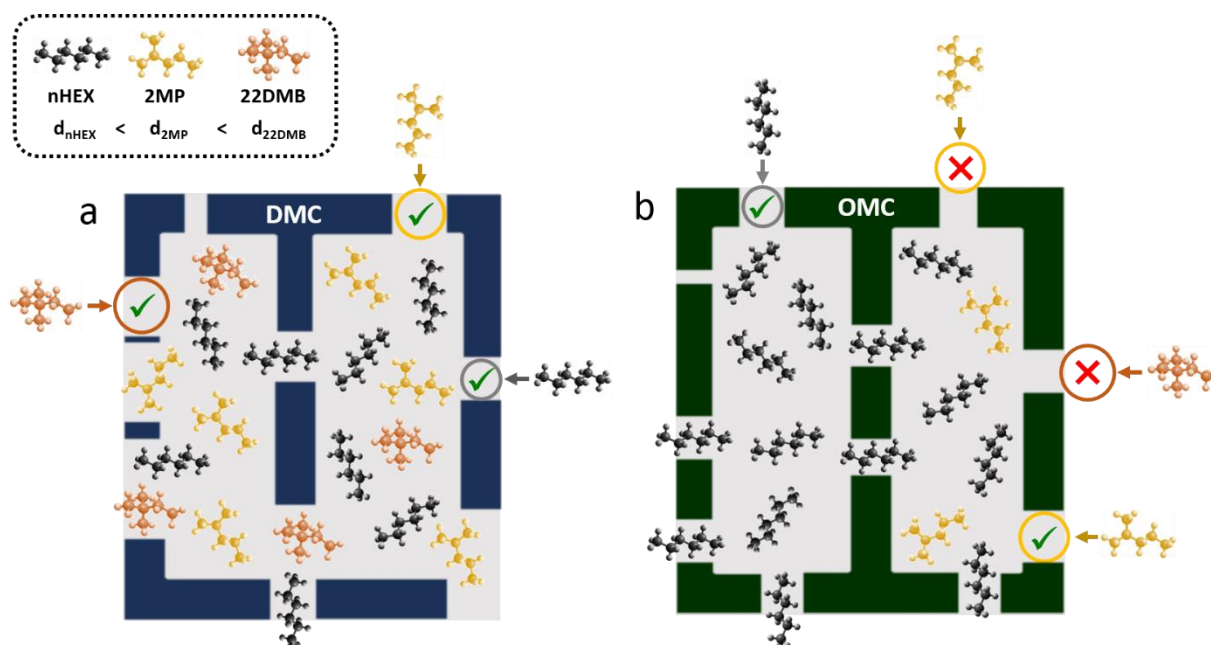 nHEX 2MP 22DMB
dnHEX < d2MP < d22DMB
a DMC
b OMC